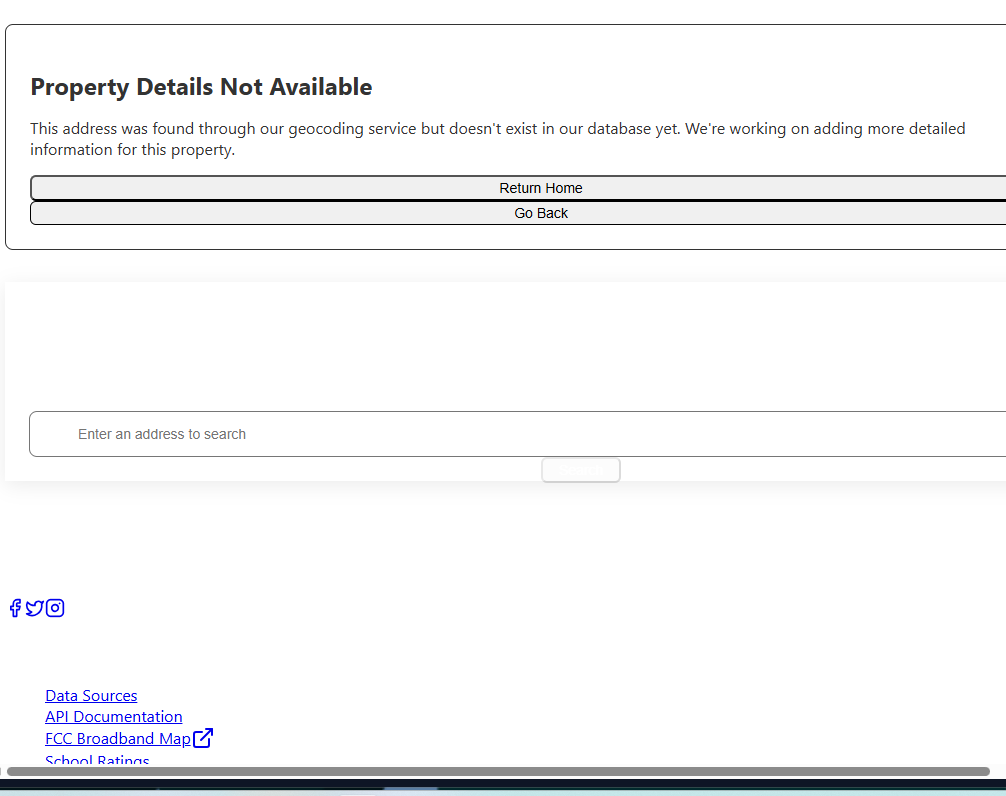 Property Details Not Available
This address was found through our geocoding service but doesn't exist in our database yet. We're working on adding more detailed
information for this property.
Return Home
Go Back
Enter an address to search
Data Sources
API Documentation
FCC Broadband Map
School Ratings